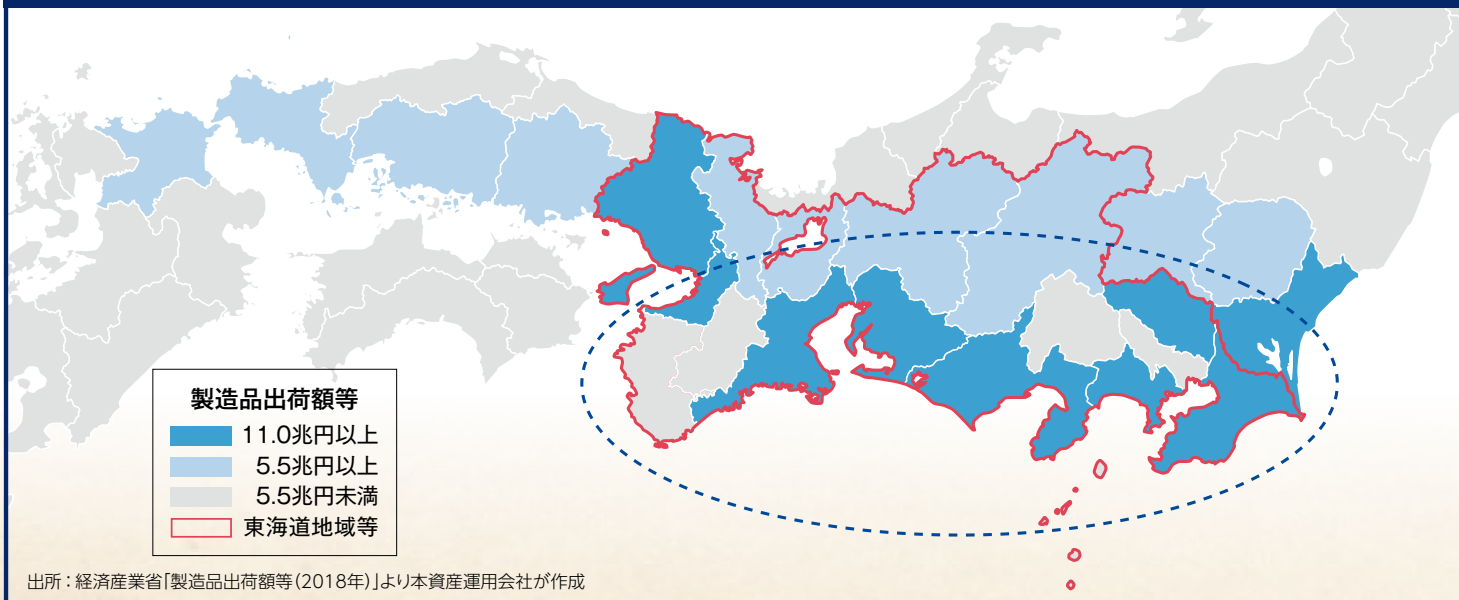 製造品出荷額等
11.0兆円以上
5.5兆円以上
5.5兆円未満
東海道地域等
出所：経済産業省「製造品出荷額等（2018年）」より本資産運用会社が作成